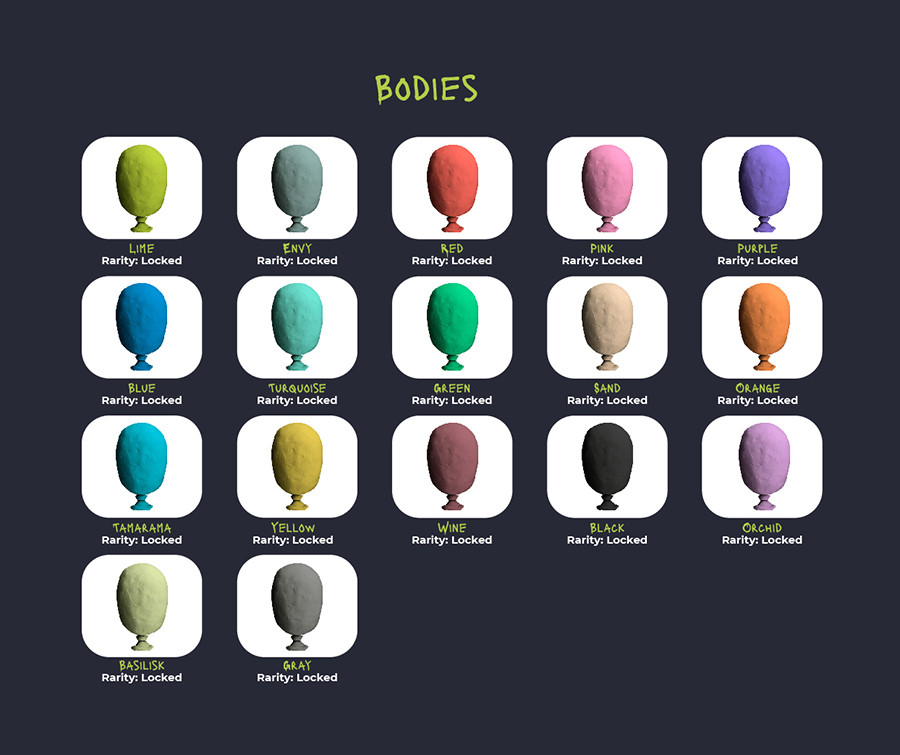 BODIES
LIME
Rarity: Locked
ENVY
Rarity: Locked
RED
Rarity: Locked
PINK
Rarity: Locked
PURPLE
Rarity: Locked
BLUE
Rarity: Locked
TURQUOISE
Rarity: Locked
GREEN
Rarity: Locked
SAND
Rarity: Locked
ORANGE
Rarity: Locked
TAMARAMA
Rarity: Locked
YELLOW
Rarity: Locked
WINE
Rarity: Locked
BLACK
Rarity: Locked
ORCHID
Rarity: Locked
BASILISK
Rarity: Locked
GRAY
Rarity: Locked